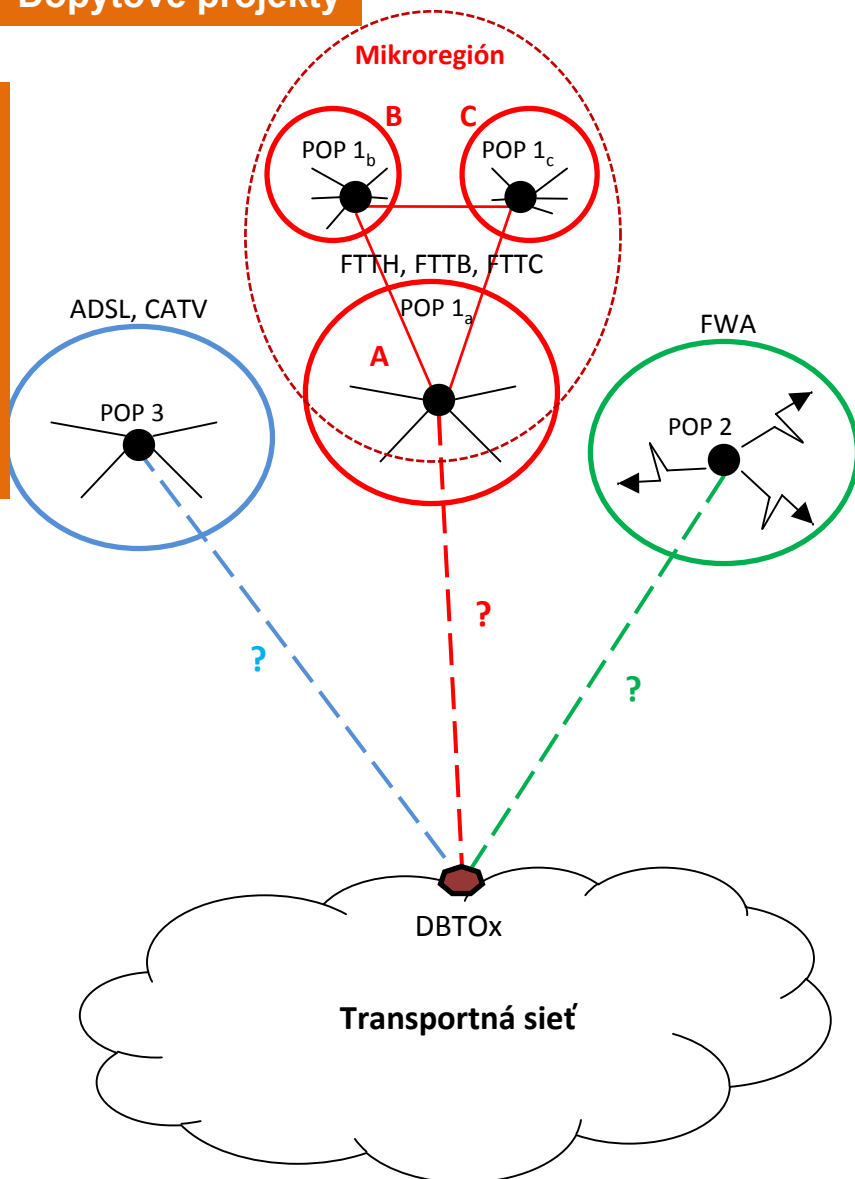 Dopytové projekty
Mikroregión
B
C
POP 1b
POP 1c
FTTH, FTTB, FTTC
ADSL, CATV
POP 1a
FWA
A
POP 3
POP 2
?
?
?
DBTOx
Transportná sieť